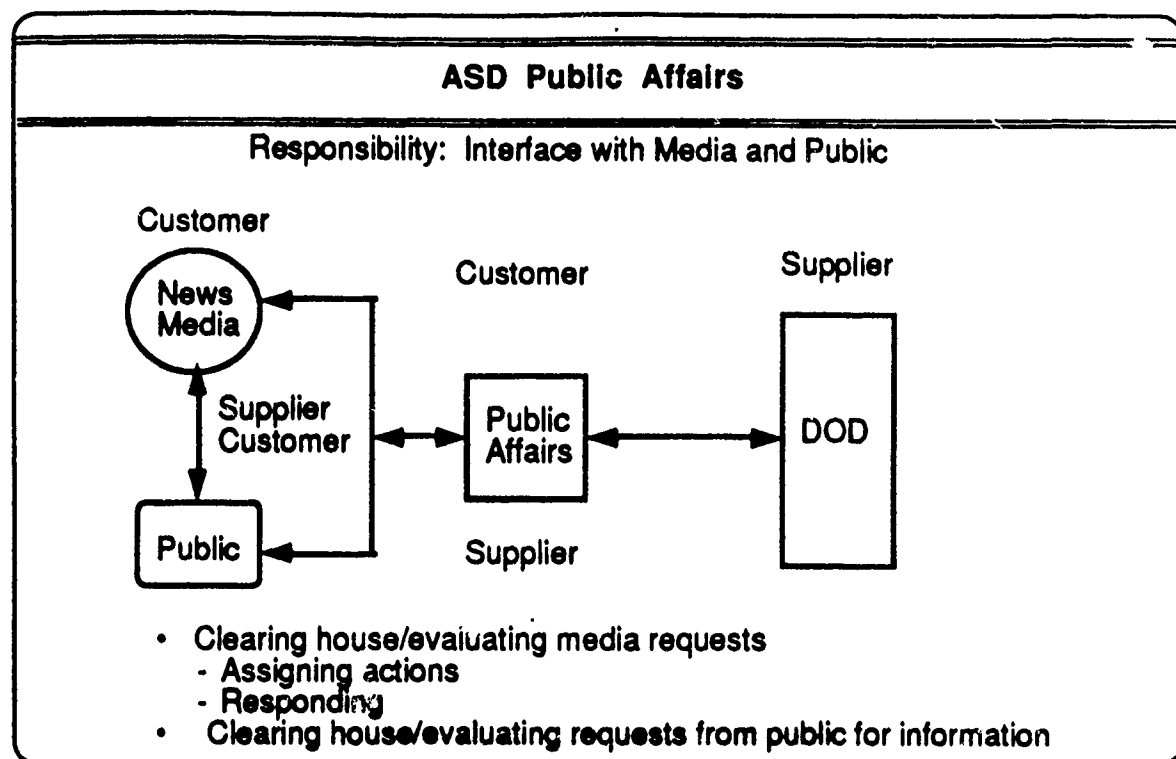 ASD Public Affairs
Responsibility: Interface with Media and Public
Customer
News
Media
Supplier
Customer
Public
Customer
Public
Affairs
Supplier
Supplier
DOD
• Clearing house/evaluating media requests
- Assigning actions
- Responding
• Clearing house/evaluating requests from public for information